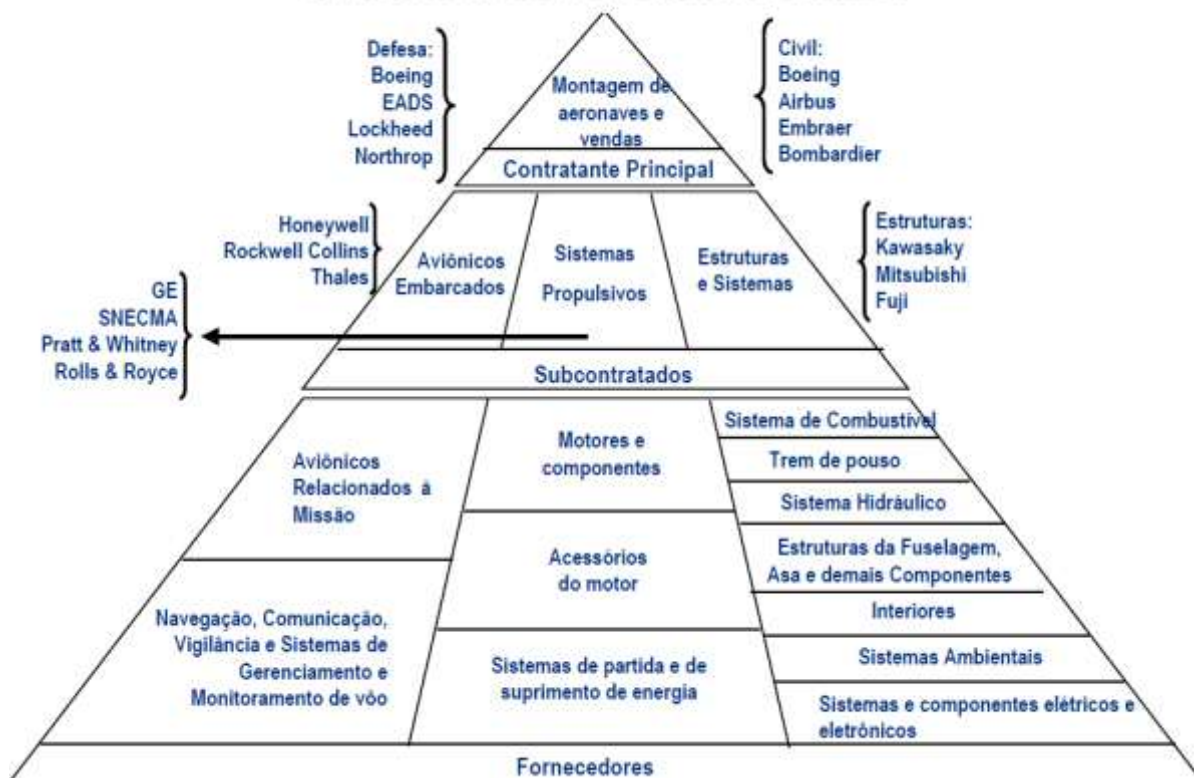 Defesa:
Boeing
EADS
Lockheed
Northrop
Montagem de
aeronaves e
vendas
Contratante Principal
Civil:
Boeing
Airbus
Embraer
Bombardier
Honeywell
Rockwell Collins
Thales
GE
SNECMA
Pratt & Whitney
Rolls & Royce
Aviônicos
Embarcados
Sistemas
Propulsivos
Estruturas
e Sistemas
Estruturas:
Kawasaky
Mitsubishi
Fuji
Subcontratados
Aviônicos
Relacionados à
Missão
Navegação, Comunicação,
Vigilância e Sistemas de
Gerenciamento e
Monitoramento de vôo
Motores e
componentes
Acessórios
do motor
Sistemas de partida e de
suprimento de energia
Sistema de Combustível
Trem de pouso
Sistema Hidráulico
Estruturas da Fuselagem,
Asa e demais Componentes
Interiores
Sistemas Ambientais
Sistemas e componentes elétricos e
eletrônicos
Fornecedores